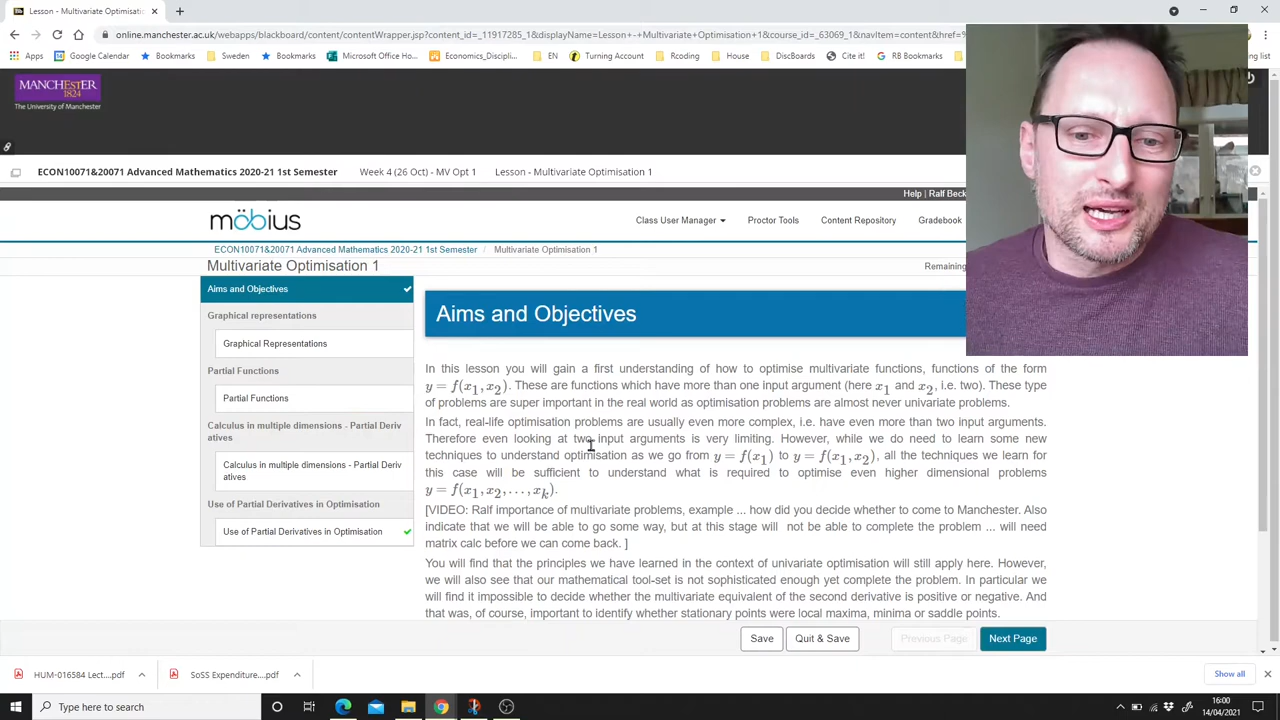 Lesson - Multivariate Optimisation 1
online.manchester.ac.uk/webapps/blackboard/content/contentWrapper.jsp?content_id=_11917285_1&displayName=Lesson+-+Multivariate+Optimisation+1&course_id=_63069_1&navItem=content&href=%
Apps
Google Calendar
Bookmarks
Swedish
Bookmarks
Microsoft Office Ho...
Economics_Displin...
EN
Turning Account
Reading
House
DiscBoards
Cite it!
RB Bookmarks
MANCHESTER
1824
The University of Manchester
ECON10071&20071 Advanced Mathematics 2020-21 1st Semester
Week 4 (26 Oct) - MV Opt 1
Lesson - Multivariate Optimisation 1
Help | Ralf Beck
möbius
Class User Manager
Proctor Tools
Content Repository
Gradebook
ECON10071&20071 Advanced Mathematics 2020-21 1st Semester / Multivariate Optimisation 1
Multivariate Optimisation 1
Remaining
Aims and Objectives
Graphical representations
Graphical Representations
Partial Functions
Partial Functions
Calculus in multiple dimensions - Partial Deriv
atives
Calculus in multiple dimensions - Partial Deriv
atives
Use of Partial Derivatives in Optimisation
Use of Partial Derivatives in Optimisation
Aims and Objectives
In this lesson you will gain a first understanding of how to optimise multivariate functions, functions of the form
y = f(x₁, x₂). These are functions which have more than one input argument (here x₁ and x₂, i.e. two). These type
of problems are super important in the real world as optimisation problems are almost never univariate problems.
In fact, real-life optimisation problems are usually even more complex, i.e. have even more than two input arguments.
Therefore even looking at two input arguments is very limiting. However, while we do need to learn some new
techniques to understand optimisation as we go from y = f(x₁) to y = f(x₁, x₂), all the techniques we learn for
this case will be sufficient to understand what is required to optimise even higher dimensional problems
y = f(x₁, x₂, . . . , xₖ).
[VIDEO: Ralf importance of multivariate problems, example ... how did you decide whether to come to Manchester. Also
indicate that we will be able to go some way, but at this stage will not be able to complete the problem ... will need
matrix calc before we can come back. ]
You will find that the principles we have learned in the context of univariate optimisation will still apply here. However,
we will also see that our mathematical tool-set is not sophisticated enough yet complete the problem. In particular we
will find it impossible to decide whether the multivariate equivalent of the second derivative is positive or negative. And
that was, of course, important to identify whether stationary points were local maxima, minima or saddle points.
Save
Quit & Save
Previous Page
Next Page
HUM-016584 Lect....pdf
SoSS Expenditure....pdf
Show all
Type here to search
16:00
14/04/2021